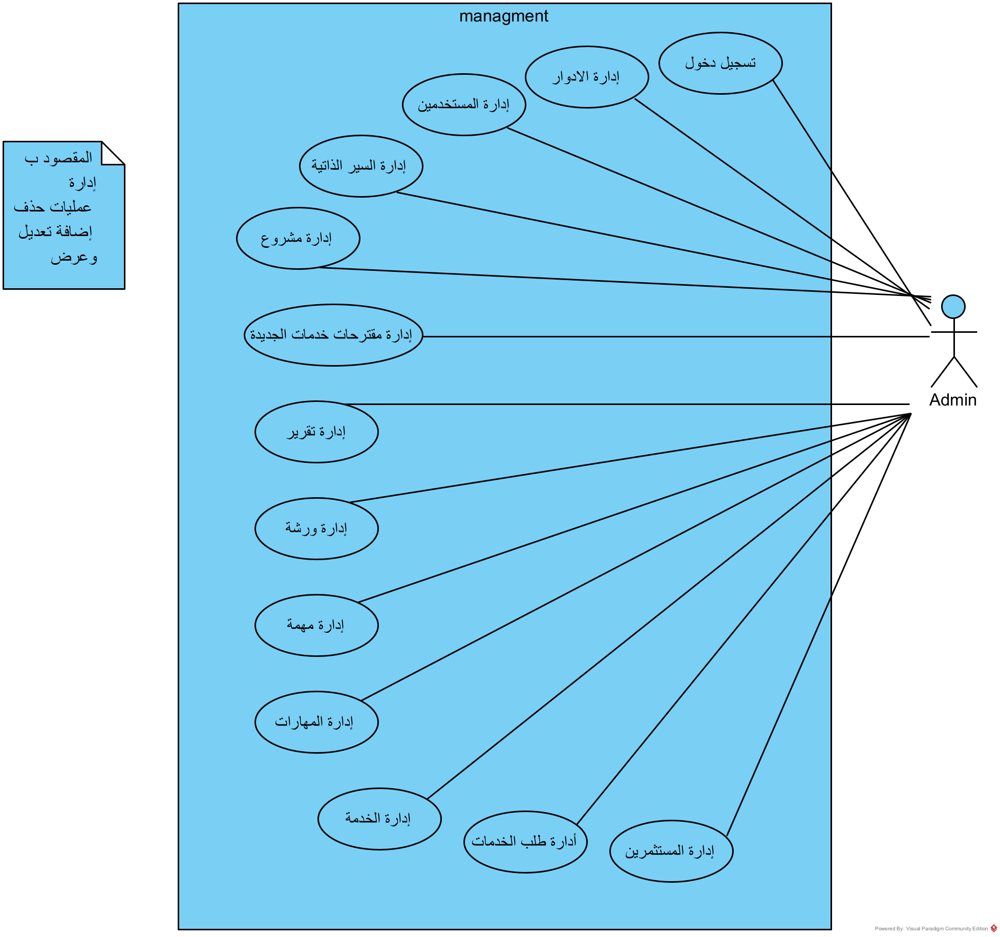 managment
تسجيل دخول
إدارة الادوار
إدارة المستخدمين
إدارة السير الذاتية
إدارة مشروع
إدارة مقترحات خدمات الجديدة
إدارة تقرير
إدارة ورشة
إدارة مهمة
إدارة المهارات
إدارة الخدمة
أدارة طلب الخدمات
إدارة المستثمرين
المقصود ب
إدارة
عمليات حذف
إضافة تعديل
وعرض
Admin
Powered By Visual Paradigm Community Edition